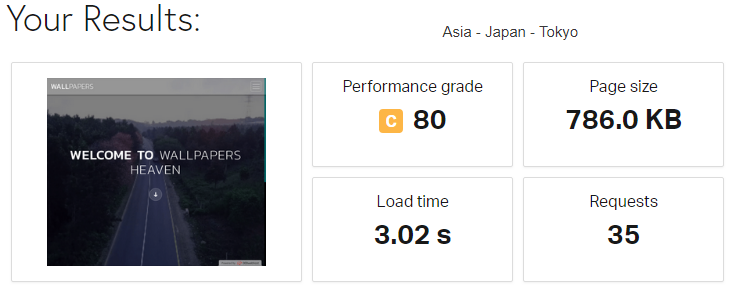 Your Results:
Asia - Japan - Tokyo
WALLPAPERS
WELCOME TO WALLPAPERS
HEAVEN
Performance grade
C 80
Page size
786.0 KB
Load time
3.02 s
Requests
35